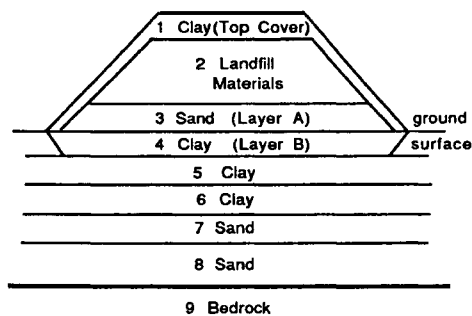 1 Clay(Top Cover)
2 Landfill
Materials
3 Sand (Layer A)
ground
4 Clay (Layer B)
surface
5 Clay
6 Clay
7 Sand
8 Sand
9 Bedrock